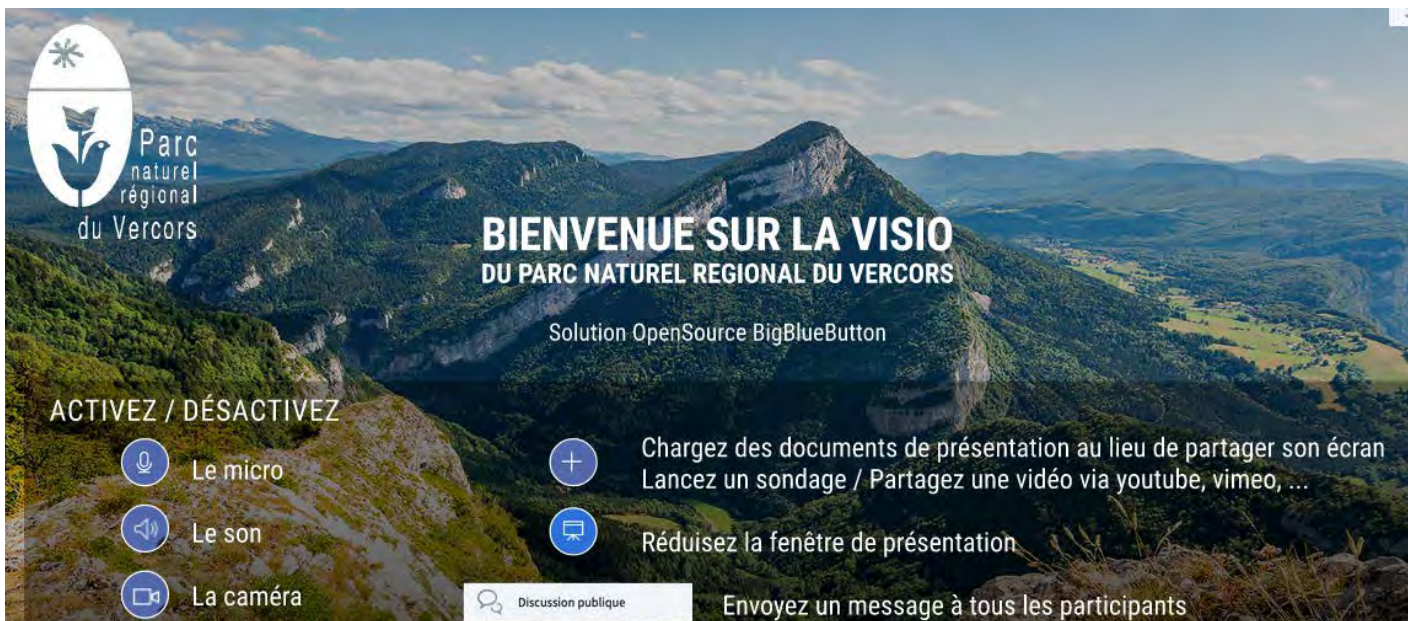 Parc
naturel
régional
du Vercors
BIENVENUE SUR LA VISIO
DU PARC NATUREL REGIONAL DU VERCORS
Solution OpenSource BigBlueButton
ACTIVEZ / DÉSACTIVEZ
Le micro
Le son
La caméra
Chargez des documents de présentation au lieu de partager son écran
Lancez un sondage / Partagez une vidéo via youtube, vimeo, ...
Réduisez la fenêtre de présentation
Discussion publique
Envoyez un message à tous les participants